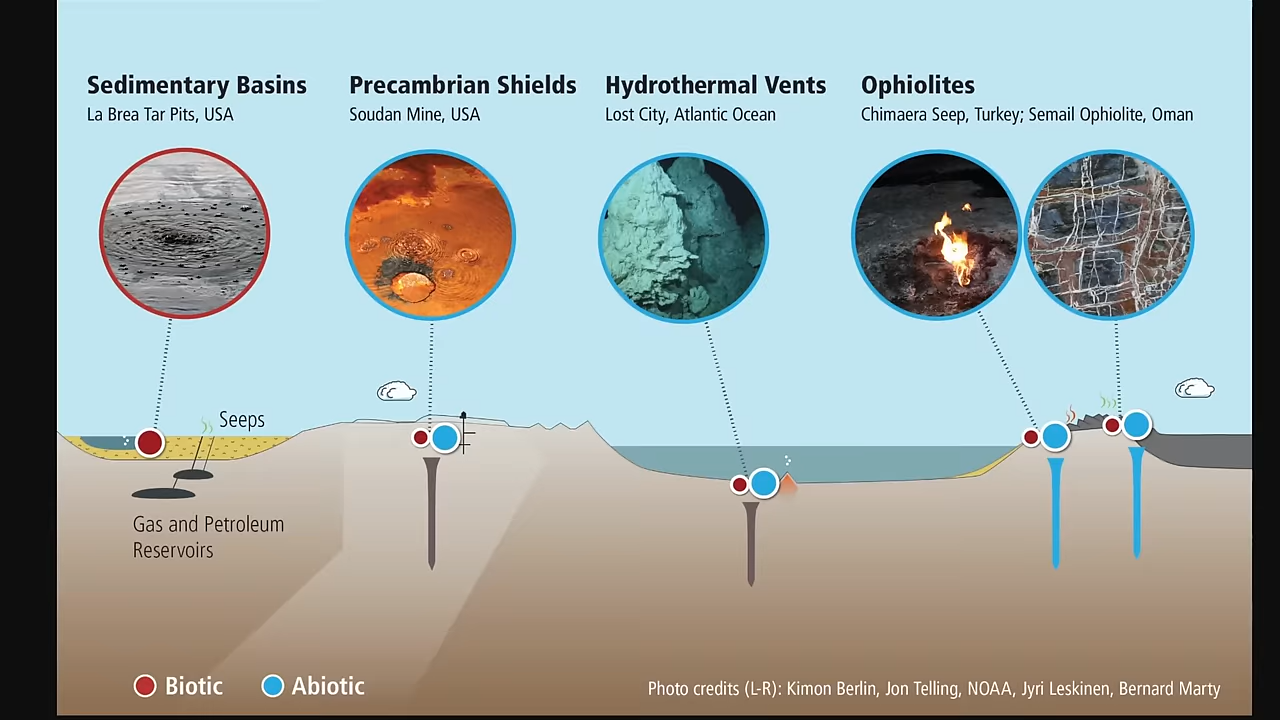 Sedimentary Basins
La Brea Tar Pits, USA
Precambrian Shields
Soudan Mine, USA
Hydrothermal Vents
Lost City, Atlantic Ocean
Ophiolites
Chimaera Seep, Turkey; Semail Ophiolite, Oman
Seeps
Gas and Petroleum
Reservoirs
Biotic
Abiotic
Photo credits (L-R): Kimon Berlin, Jon Telling, NOAA, Jyri Leskinen, Bernard Marty